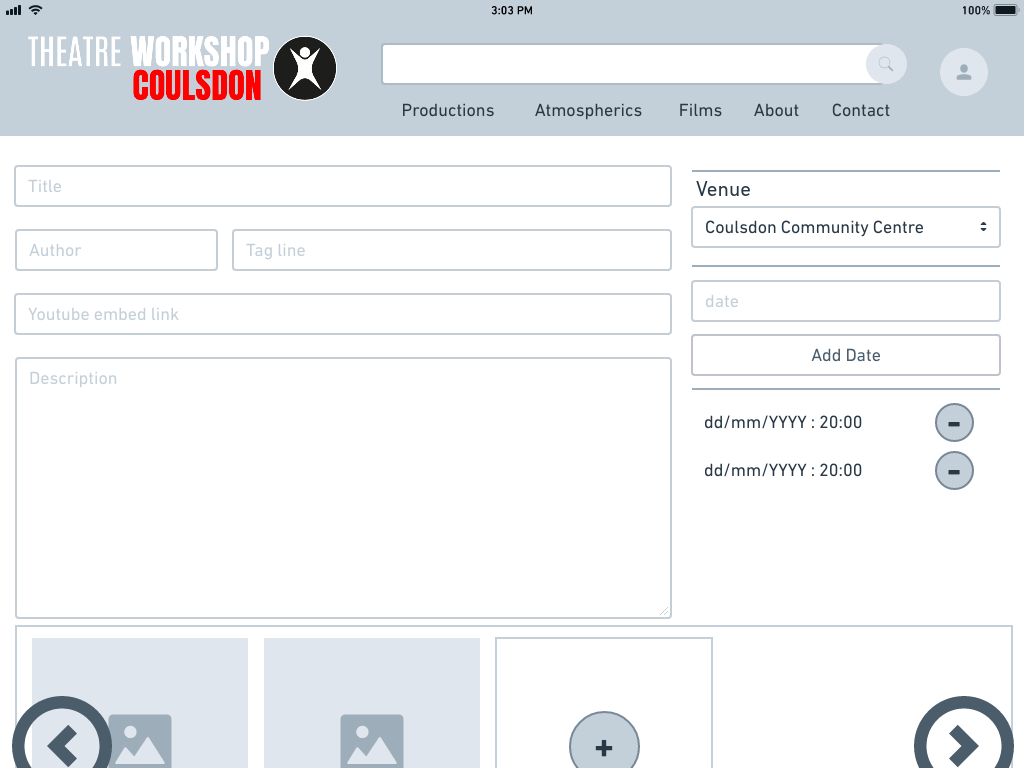 3:03 PM
100%
THEATRE WORKSHOP
COULSDON
Productions Atmospherics Films About Contact
Title
Author Tag line
Youtube embed link
Description
Venue
Coulsdon Community Centre
date
Add Date
dd/mm/YYYY : 20:00
dd/mm/YYYY : 20:00